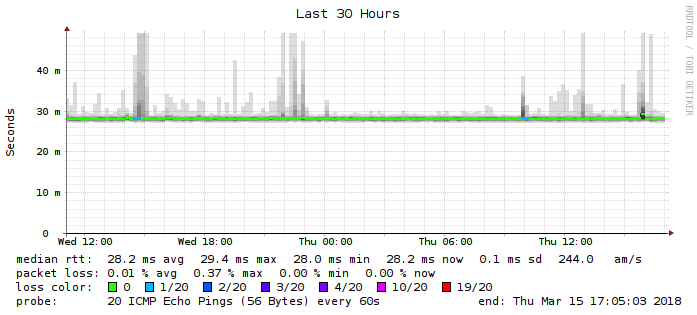 Last 30 Hours
RRDTOOL / TOBI OETIKER
Seconds
40 m
30 m
20 m
10 m
0
Wed 12:00 Wed 18:00 Thu 00:00 Thu 06:00 Thu 12:00
median rtt: 28.2 ms avg 29.4 ms max 28.0 ms min 28.2 ms now 0.1 ms sd 244.0 am/s
packet loss: 0.01 % avg 0.37 % max 0.00 % min 0.00 % now
loss color: 0 1/20 2/20 3/20 4/20 10/20 19/20
probe: 20 ICMP Echo Pings (56 Bytes) every 60s end: Thu Mar 15 17:05:03 2018